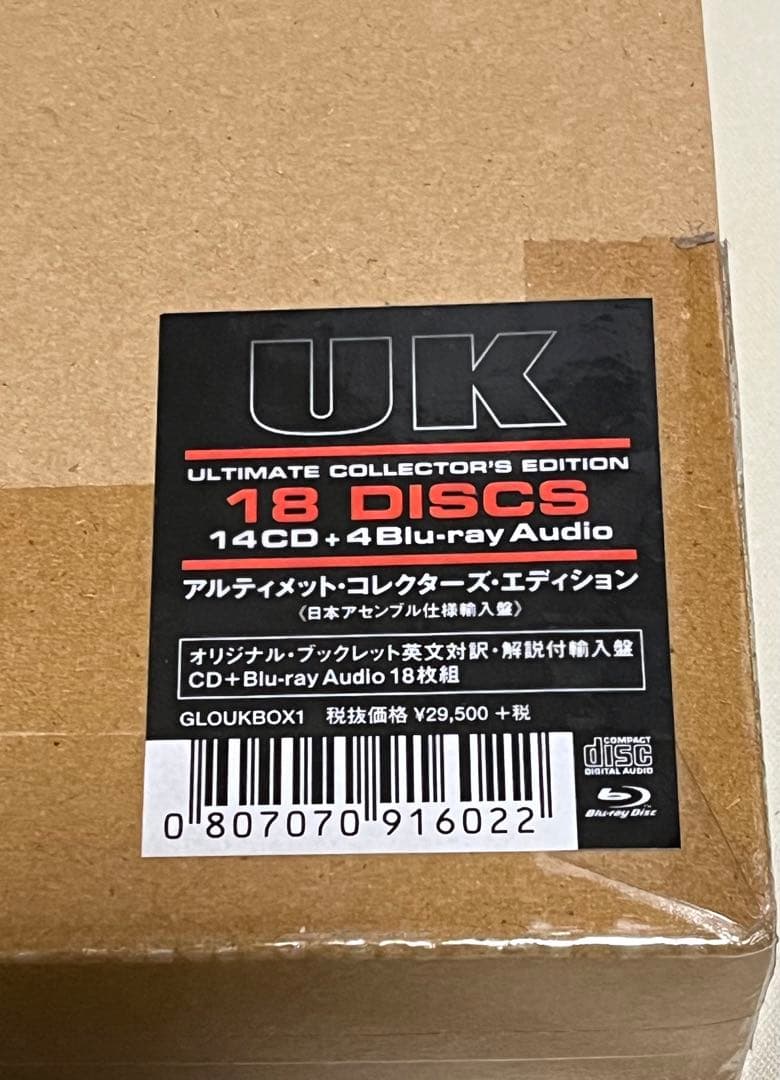 UK
ULTIMATE COLLECTOR'S EDITION
18 DISCS
14CD + 4Blu-ray Audio
アルティメット・コレクターズ・エディション
《日本アセンブル仕様輸入盤》
オリジナル・ブックレット英文対訳・解説付輸入盤
CD+Blu-ray Audio 18枚組
GLOUKBOX1 税抜価格 ¥29,500 +税
COMPACT
disc
DIGITAL AUDIO
Blu-ray Disc™
0 807070 916022